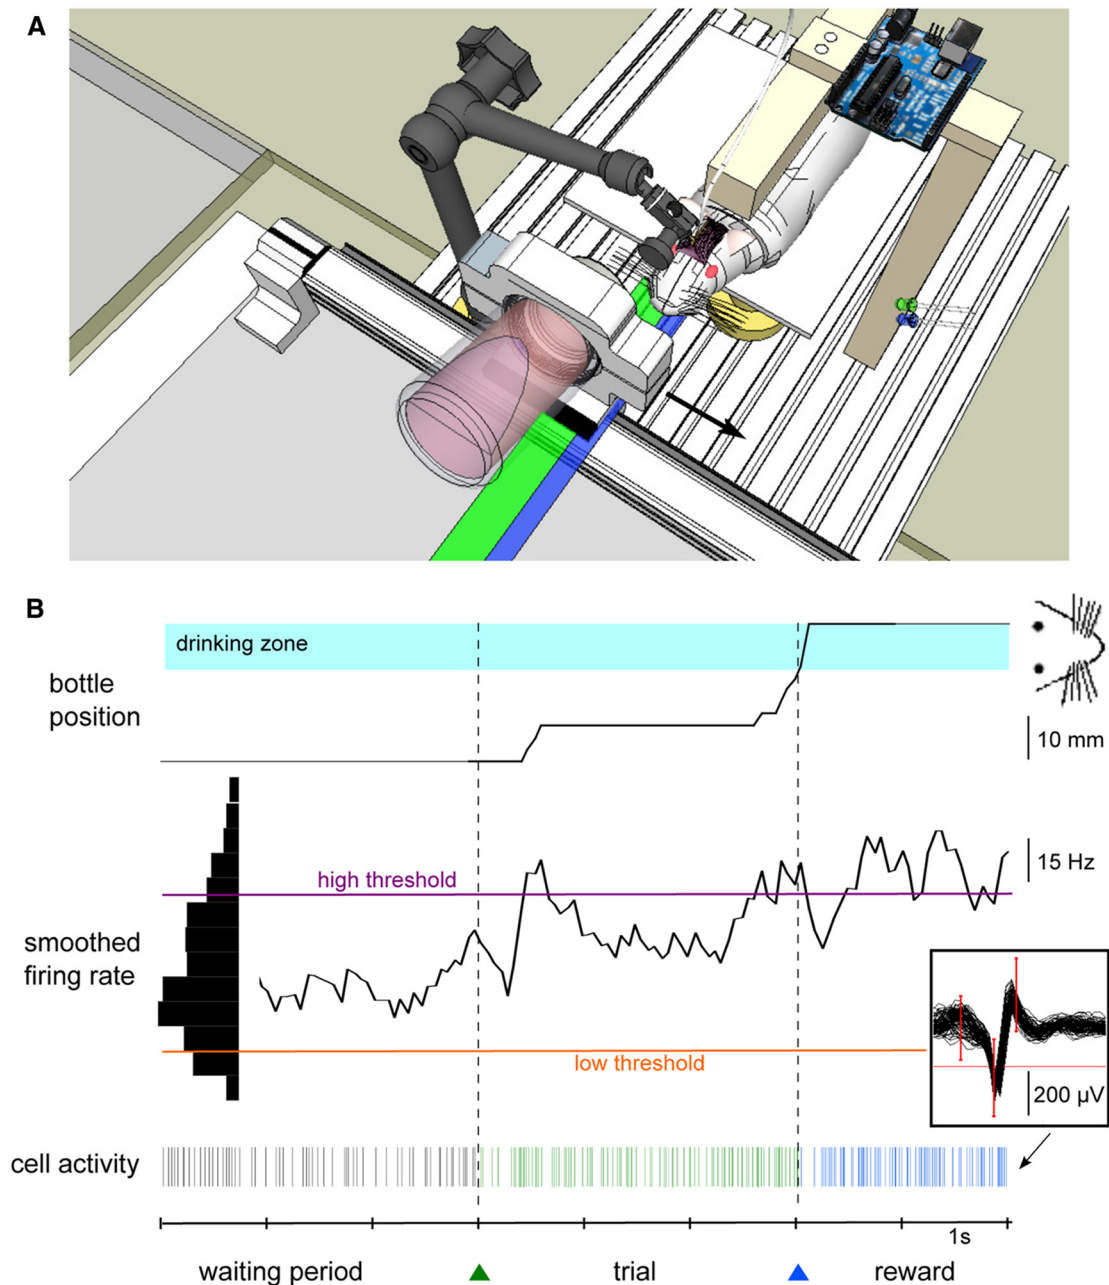 A
B
drinking zone
bottle
position
10 mm
15 Hz
high threshold
smoothed
firing rate
low threshold
200 µV
cell activity
1s
waiting period
trial
reward